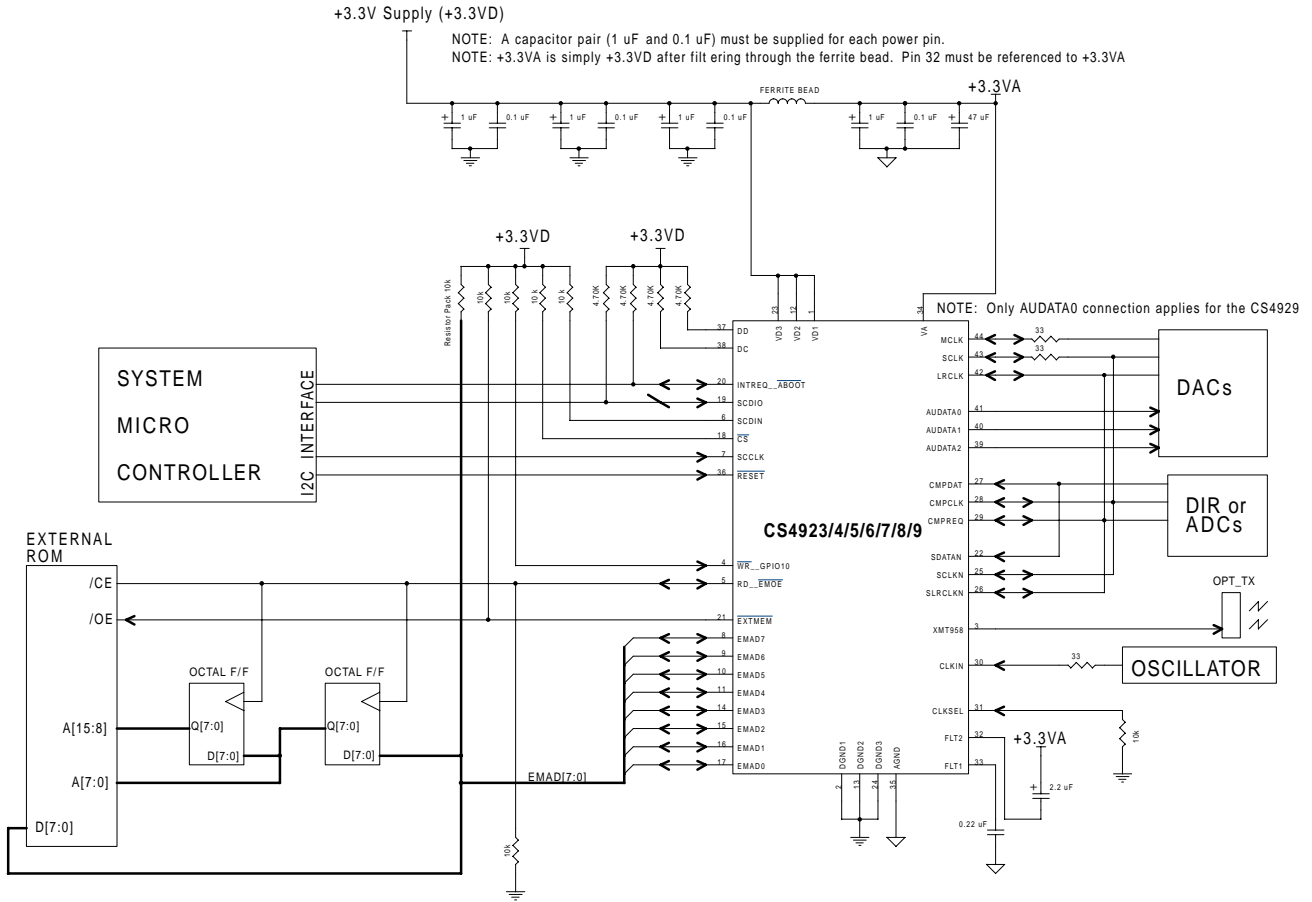 +3.3V Supply (+3.3VD)
NOTE: A capacitor pair (1 uF and 0.1 uF) must be supplied for each power pin.
NOTE: +3.3VA is simply +3.3VD after filt ering through the ferrite bead. Pin 32 must be referenced to +3.3VA
FERRITE BEAD
+3.3VA
+ 1 uF
0.1 uF
+ 1 uF
0.1 uF
+ 1 uF
0.1 uF
+ 1 uF
0.1 uF
+ 47 uF
+3.3VD
+3.3VD
Resistor Pack 10k
10k
10k
10 k
10 k
4.70K
4.70K
4.70K
4.70K
23
12
1
34
VD3
VD2
VD1
VA
NOTE: Only AUDATA0 connection applies for the CS4929
SYSTEM
MICRO
CONTROLLER
I2C INTERFACE
37 DD
38 DC
20 INTREQ__ABOOT
19 SCDIO
6 SCDIN
18 CS
7 SCCLK
36 RESET
CS4923/4/5/6/7/8/9
4 WR__GPIO10
5 RD__EMOE
21 EXTMEM
8 EMAD7
9 EMAD6
10 EMAD5
11 EMAD4
14 EMAD3
15 EMAD2
16 EMAD1
17 EMAD0
MCLK 44 33
SCLK 43 33
LRCLK 42
AUDATA0 41
AUDATA1 40
AUDATA2 39
DACs
CMPDAT 27
CMPCLK 28
CMPREQ 29
DIR or
ADCs
SDATAN 22
SCLKN 25
SLRCLKN 26
OPT_TX
XMT958 3
CLKIN 30 33
OSCILLATOR
CLKSEL 31
10k
FLT2 32
+3.3VA
FLT1 33
+ 2.2 uF
0.22 uF
DGND1
DGND2
DGND3
AGND
2
13
24
35
EXTERNAL
ROM
/CE
/OE
A[15:8]
A[7:0]
D[7:0]
OCTAL F/F
Q[7:0]
D[7:0]
OCTAL F/F
Q[7:0]
D[7:0]
EMAD[7:0]
10k